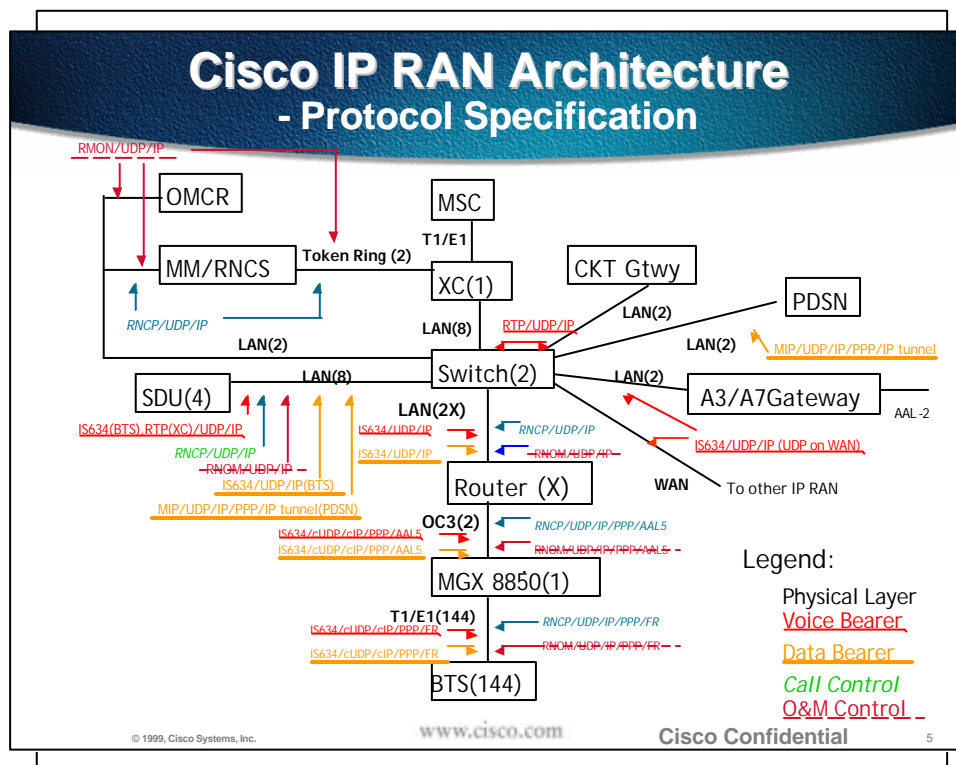 Cisco IP RAN Architecture
- Protocol Specification
RMON/UDP/IP
OMCR
MSC
T1/E1
MM/RNCS
Token Ring (2)
XC(1)
CKT Gtwy
PDSN
RNCP/UDP/IP
LAN(8)
RTP/UDP/IP
LAN(2)
LAN(2)
LAN(2)
MIP/UDP/IP/PPP/IP tunnel
Switch(2)
LAN(8)
LAN(2)
SDU(4)
A3/A7Gateway
AAL-2
LAN(2X)
IS634(BTS),RTP(XC)/UDP/IP
IS634/UDP/IP
RNCP/UDP/IP
IS634/UDP/IP (UDP on WAN)
RNCP/UDP/IP
IS634/UDP/IP
RNOM/UDP/IP
RNOM/UDP/IP
IS634/UDP/IP(BTS)
Router (X)
WAN
To other IP RAN
MIP/UDP/IP/PPP/IP tunnel(PDSN)
OC3(2)
RNCP/UDP/IP/PPP/AAL5
IS634/cUDP/cIP/PPP/AAL5
IS634/cUDP/cIP/PPP/AAL5
RNOM/UDP/IP/PPP/AAL5
Legend:
MGX 8850(1)
Physical Layer
T1/E1(144)
Voice Bearer
IS634/cUDP/cIP/PPP/FR
RNCP/UDP/IP/PPP/FR
IS634/cUDP/cIP/PPP/FR
RNOM/UDP/IP/PPP/FR
Data Bearer
BTS(144)
Call Control
O&M Control
© 1999, Cisco Systems, Inc.
www.cisco.com
Cisco Confidential
5